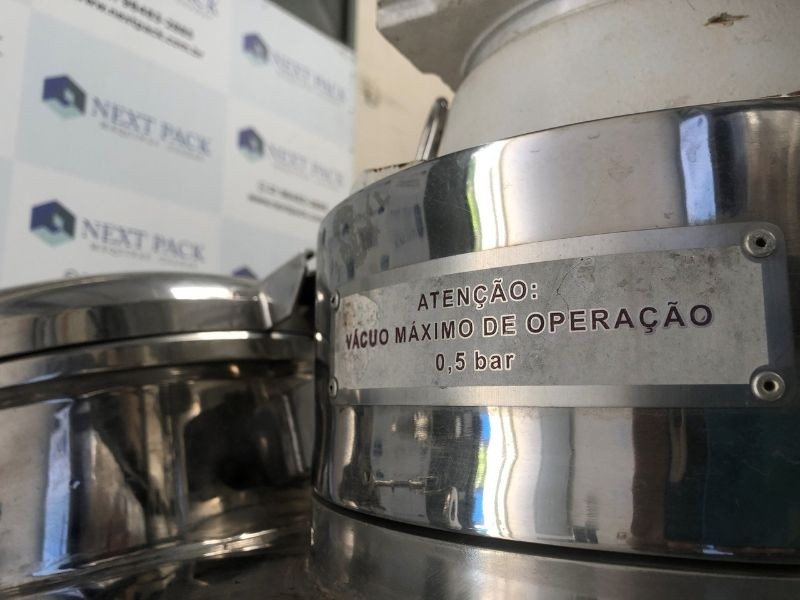 NEXT PACK
NEXT PACK
NEXT PACK
NEXT PACK
ATENÇÃO:
VÁCUO MÁXIMO DE OPERAÇÃO
0,5 bar